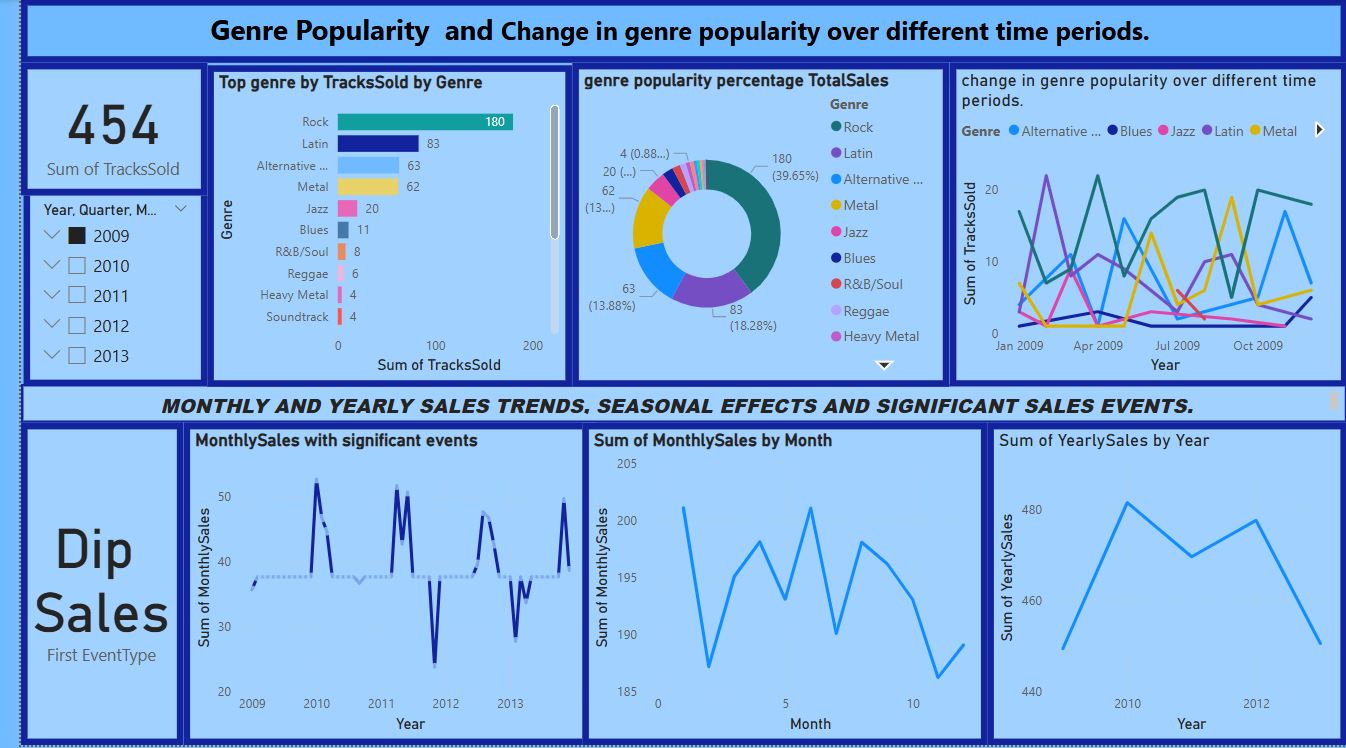 Genre Popularity and Change in genre popularity over different time periods.
454
Sum of TracksSold
Year, Quarter, M...
2009
2010
2011
2012
2013
Top genre by TracksSold by Genre
Genre
Rock 180
Latin 83
Alternative ... 63
Metal 62
Jazz 20
Blues 11
R&B/Soul 8
Reggae 6
Heavy Metal 4
Soundtrack 4
0 100 200
Sum of TracksSold
genre popularity percentage TotalSales
4 (0.88...)
20 (...)
62
(13...)
63
(13.88%)
83
(18.28%)
180
(39.65%)
Genre
Rock
Latin
Alternative ...
Metal
Jazz
Blues
R&B/Soul
Reggae
Heavy Metal
change in genre popularity over different time
periods.
Genre Alternative ... Blues Jazz Latin Metal
Sum of TracksSold
20
10
0
Jan 2009 Apr 2009 Jul 2009 Oct 2009
Year
MONTHLY AND YEARLY SALES TRENDS, SEASONAL EFFECTS AND SIGNIFICANT SALES EVENTS.
Dip
Sales
First EventType
MonthlySales with significant events
Sum of MonthlySales
50
40
30
20
2009 2010 2011 2012 2013
Year
Sum of MonthlySales by Month
Sum of MonthlySales
205
200
195
190
185
0 5 10
Month
Sum of YearlySales by Year
Sum of YearlySales
480
460
440
2010 2012
Year